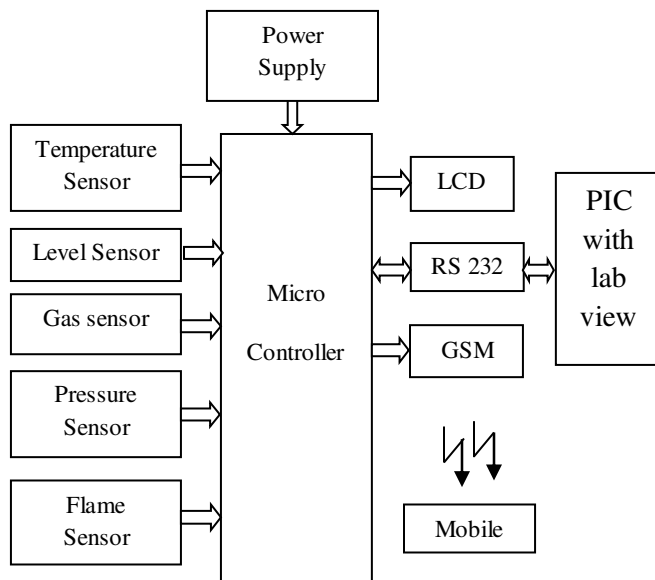 Power
Supply
Temperature
Sensor
Level Sensor
Gas sensor
Pressure
Sensor
Flame
Sensor
Micro
Controller
LCD
RS 232
GSM
Mobile
PIC
with
lab
view